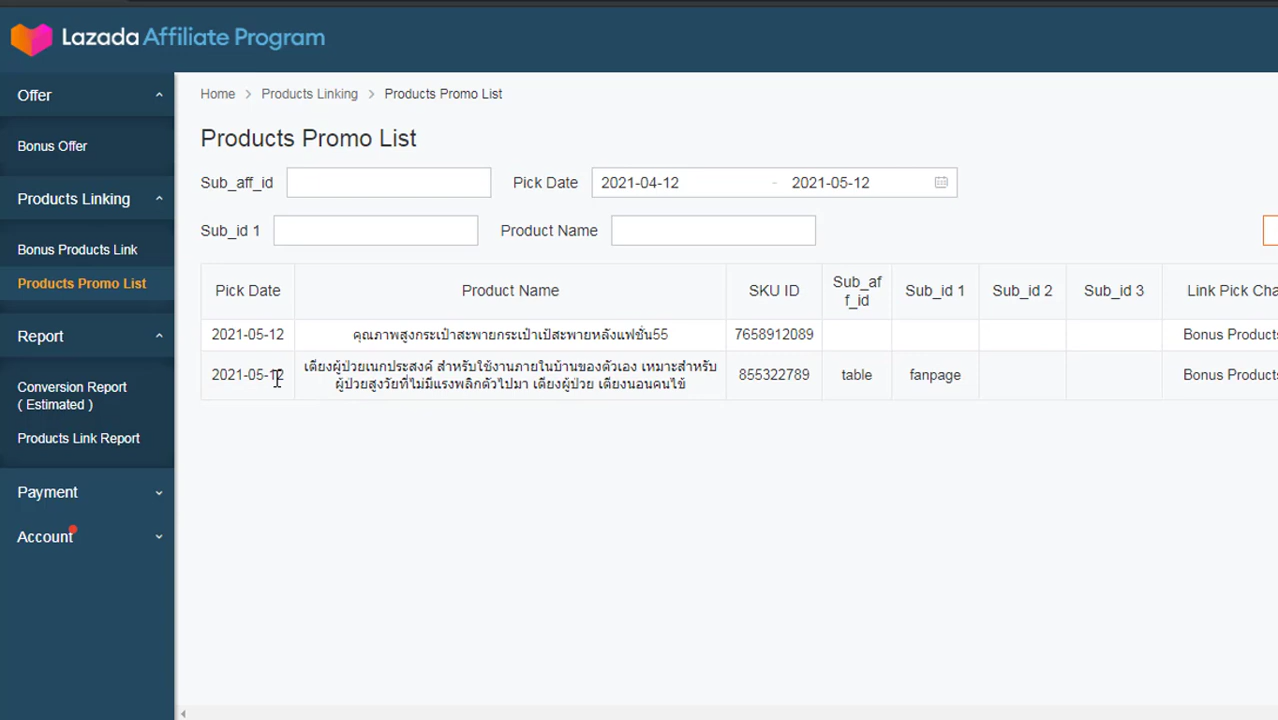 Lazada Affiliate Program
Offer
Bonus Offer
Products Linking
Bonus Products Link
Products Promo List
Report
Conversion Report
( Estimated )
Products Link Report
Payment
Account
Home > Products Linking > Products Promo List
Products Promo List
Sub_aff_id
Pick Date 2021-04-12 - 2021-05-12
Sub_id 1
Product Name
Pick Date
Product Name
SKU ID
Sub_af
f_id
Sub_id 1
Sub_id 2
Sub_id 3
Link Pick Cha
2021-05-12
คุณภาพสูงกระเป๋าสะพายกระเป๋าเป้สะพายหลังแฟชั่น55
7658912089
Bonus Products
2021-05-12
เตียงผู้ป่วยเนกประสงค์ สำหรับใช้งานภายในบ้านของตัวเอง เหมาะสำหรับ
ผู้ป่วยสูงวัยที่ไม่มีแรงพลิกตัวไปมา เตียงผู้ป่วย เตียงนอนคนไข้
855322789
table
fanpage
Bonus Products